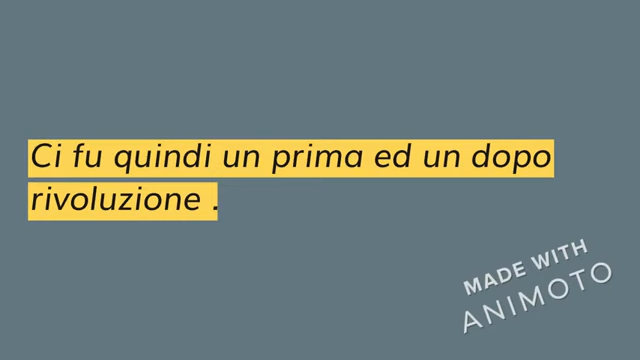 Ci fu quindi un prima ed un dopo
rivoluzione .
MADE WITH
ANIMOTO